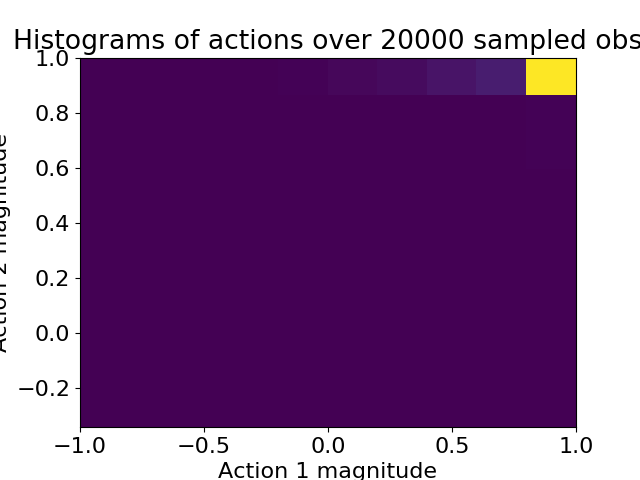 Histograms of actions over 20000 sampled obs
1.0
0.8
0.6
0.4
0.2
0.0
−0.2
Action 2 magnitude
−1.0 −0.5 0.0 0.5 1.0
Action 1 magnitude